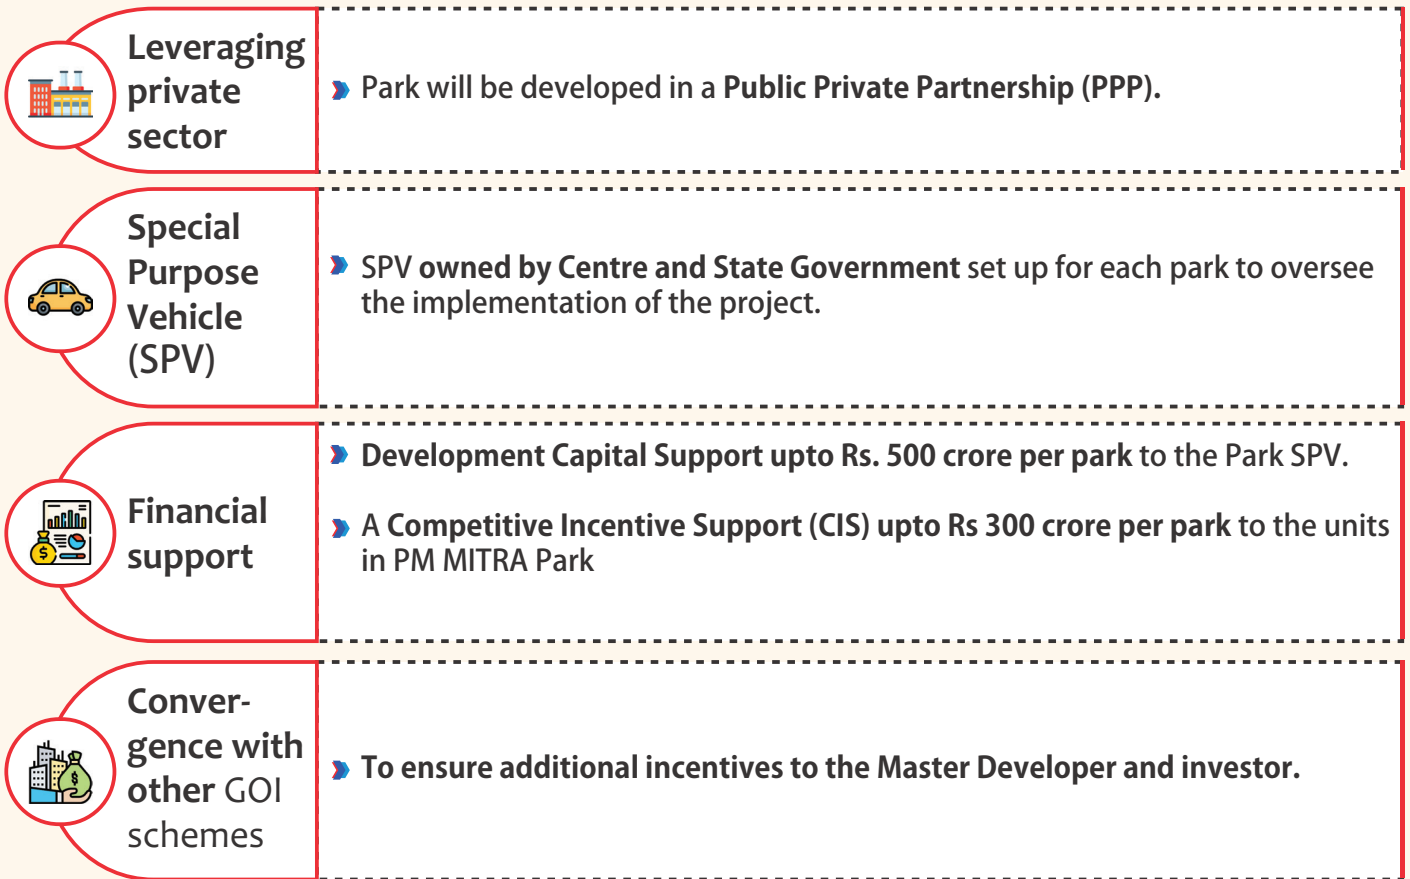 Leveraging
private
sector
Park will be developed in a Public Private Partnership (PPP).
Special
Purpose
Vehicle
(SPV)
SPV owned by Centre and State Government set up for each park to oversee
the implementation of the project.
Financial
support
Development Capital Support upto Rs. 500 crore per park to the Park SPV.
A Competitive Incentive Support (CIS) upto Rs 300 crore per park to the units
in PM MITRA Park
Conver-
gence with
other GOI
schemes
To ensure additional incentives to the Master Developer and investor.